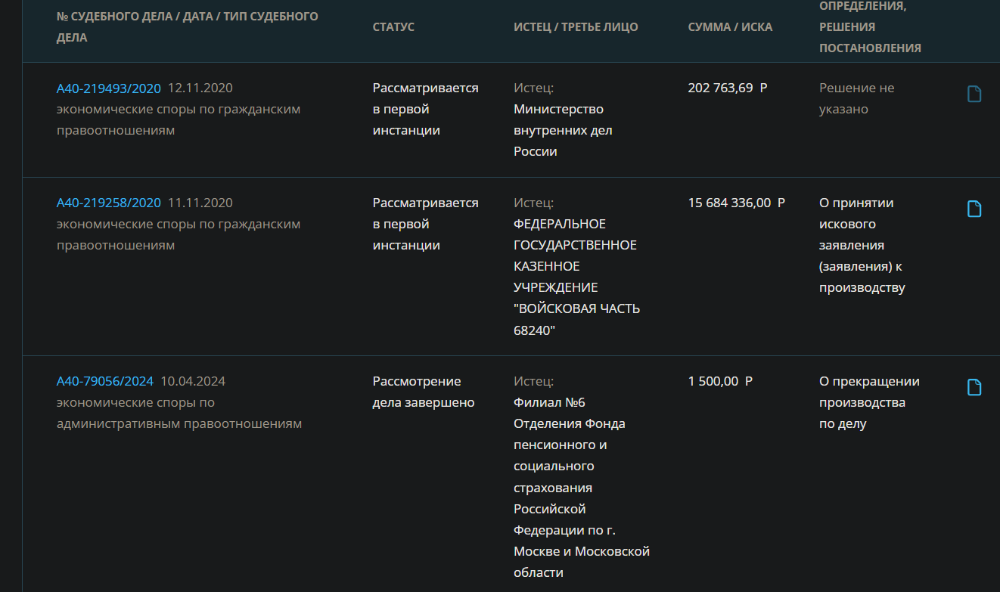 № СУДЕБНОГО ДЕЛА / ДАТА / ТИП СУДЕБНОГО
ДЕЛА
СТАТУС
ИСТЕЦ / ТРЕТЬЕ ЛИЦО
СУММА / ИСКА
ОПРЕДЕЛЕНИЯ,
РЕШЕНИЯ
ПОСТАНОВЛЕНИЯ
А40-219493/2020 12.11.2020
экономические споры по гражданским
правоотношениям
Рассматривается
в первой
инстанции
Истец:
Министерство
внутренних дел
России
202 763,69 Р
Решение не
указано
А40-219258/2020 11.11.2020
экономические споры по гражданским
правоотношениям
Рассматривается
в первой
инстанции
Истец:
ФЕДЕРАЛЬНОЕ
ГОСУДАРСТВЕННОЕ
КАЗЕННОЕ
УЧРЕЖДЕНИЕ
"ВОЙСКОВАЯ ЧАСТЬ
68240"
15 684 336,00 Р
О принятии
искового
заявления
(заявления) к
производству
А40-79056/2024 10.04.2024
экономические споры по
административным правоотношениям
Рассмотрение
дела завершено
Истец:
Филиал №6
Отделения Фонда
пенсионного и
социального
страхования
Российской
Федерации по г.
Москве и Московской
области
1 500,00 Р
О прекращении
производства
по делу